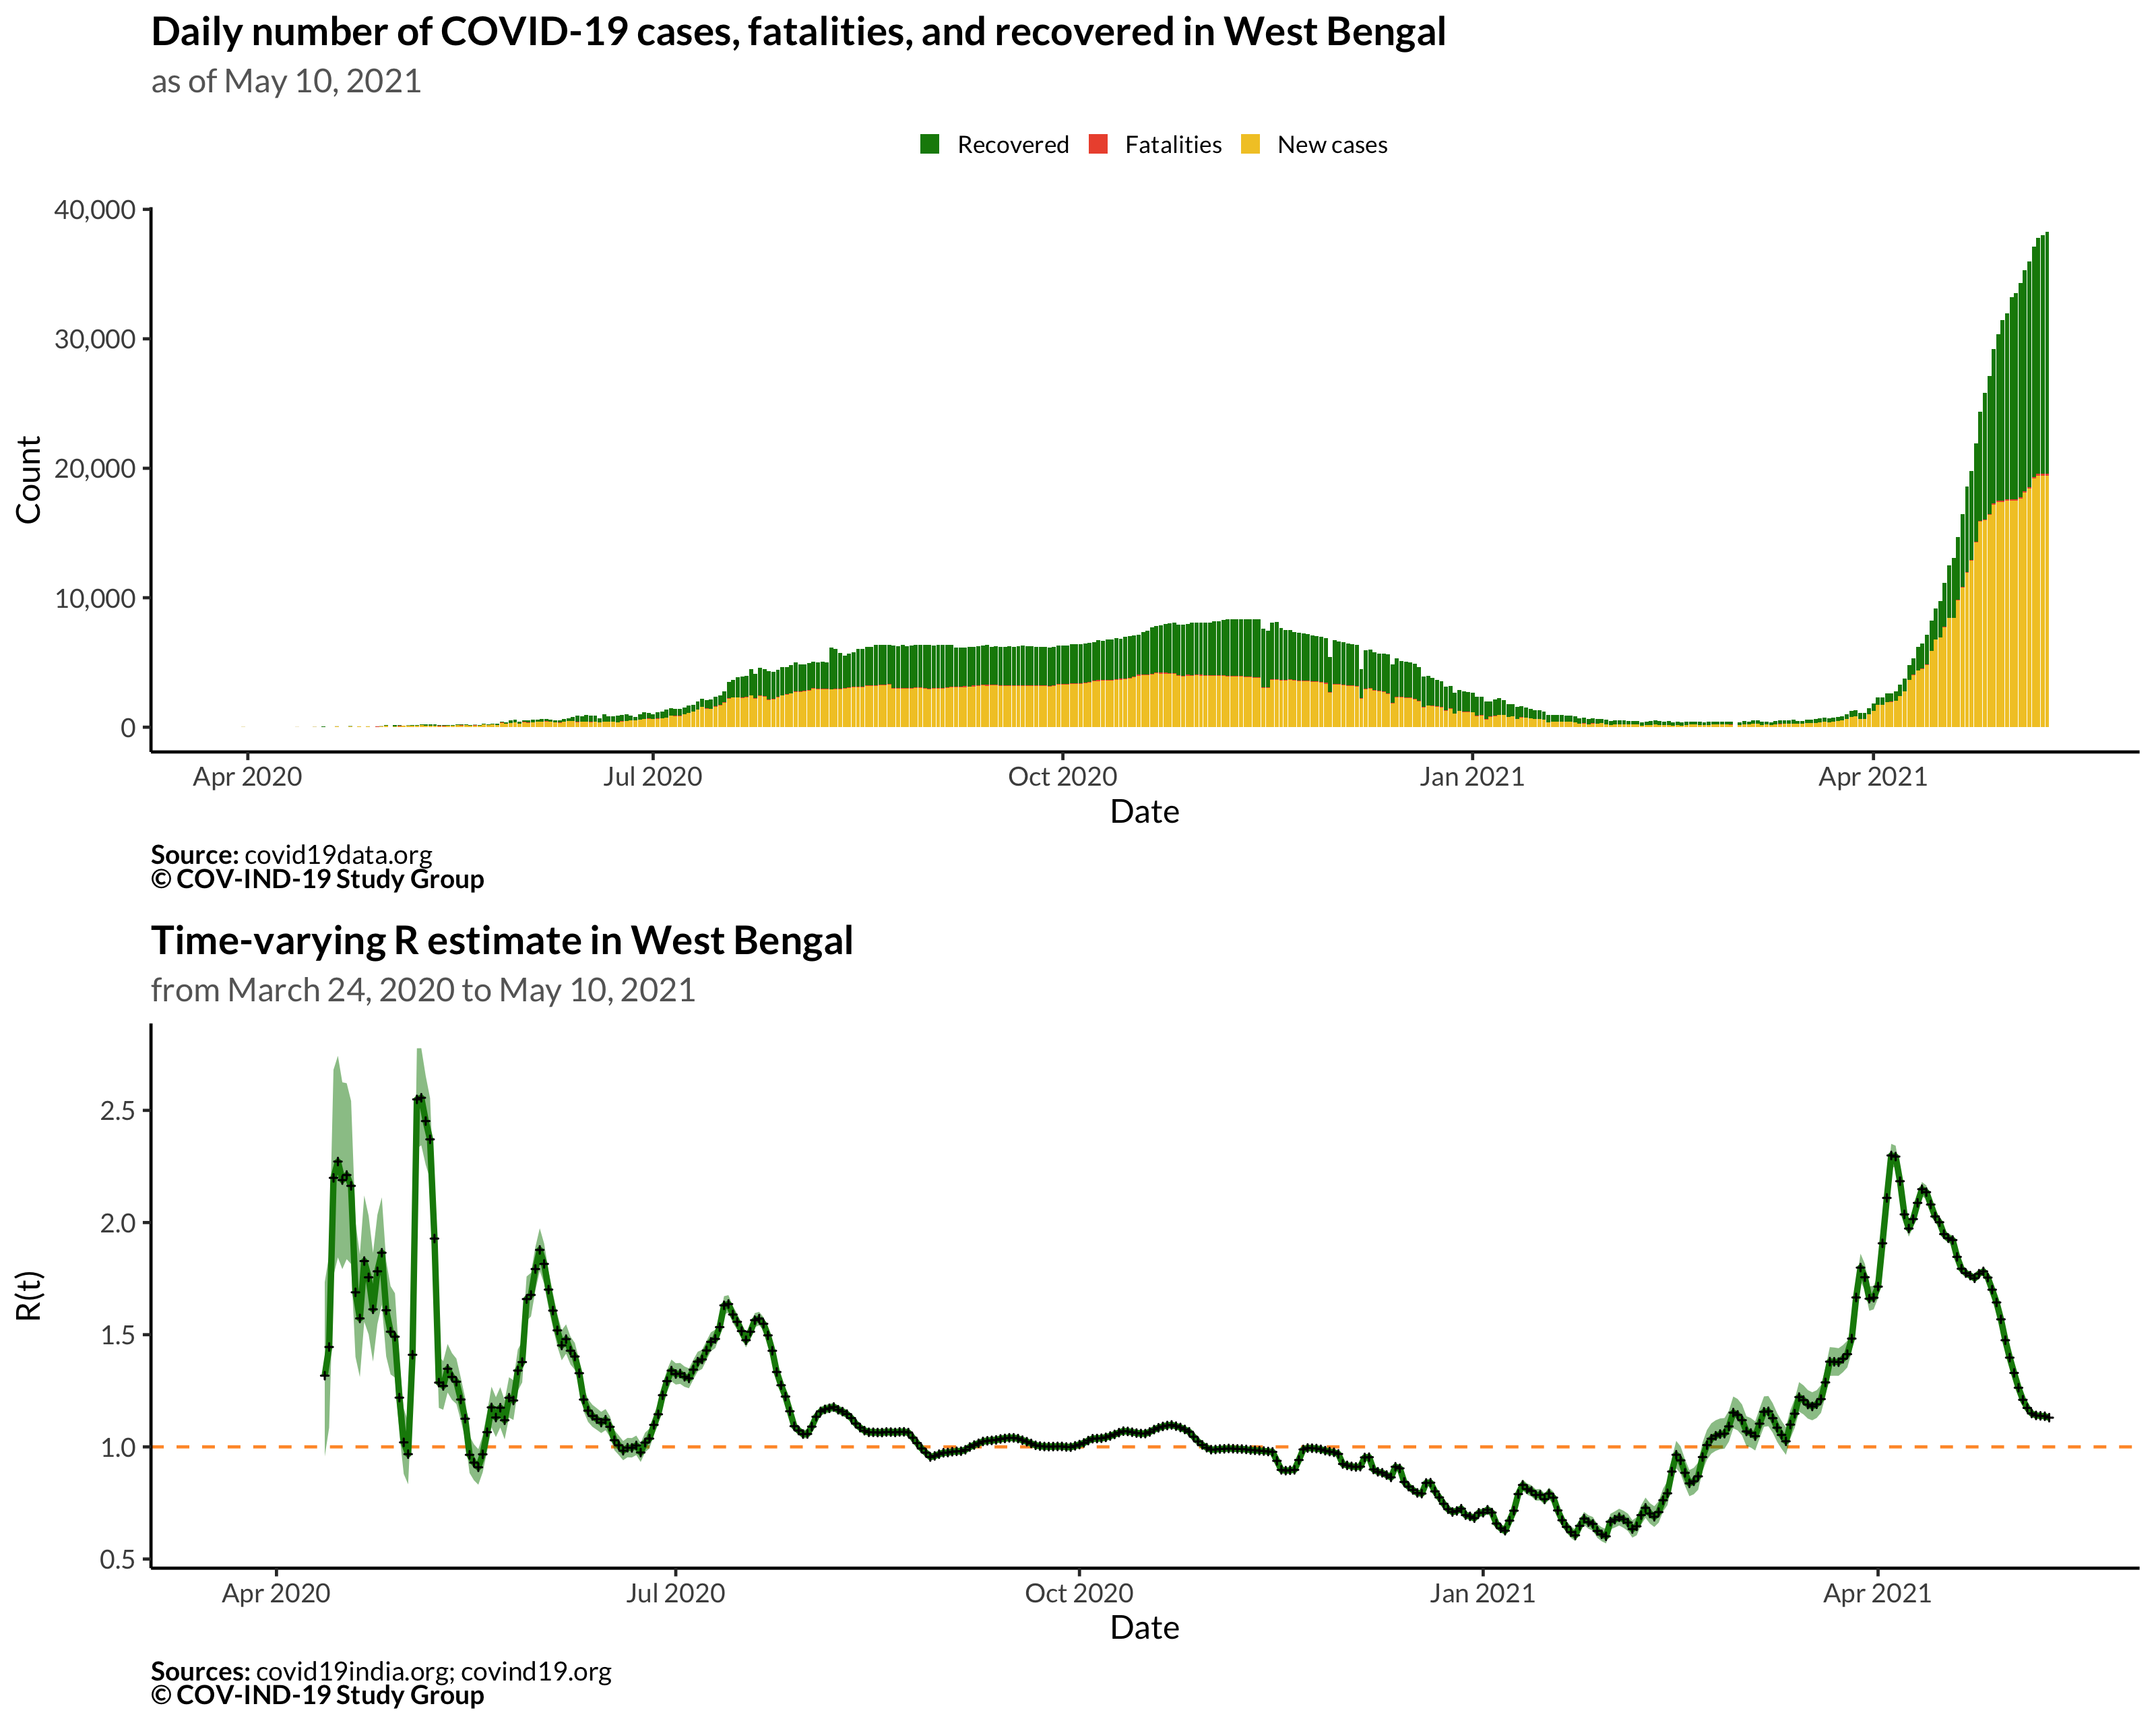 Daily number of COVID-19 cases, fatalities, and recovered in West Bengal
as of May 10, 2021
Recovered Fatalities New cases
40,000
30,000
20,000
10,000
0
Count
Apr 2020 Jul 2020 Oct 2020 Jan 2021 Apr 2021
Date
Source: covid19data.org
© COV-IND-19 Study Group
Time-varying R estimate in West Bengal
from March 24, 2020 to May 10, 2021
2.5
2.0
1.5
1.0
0.5
R(t)
Apr 2020 Jul 2020 Oct 2020 Jan 2021 Apr 2021
Date
Sources: covid19india.org; covind19.org
© COV-IND-19 Study Group